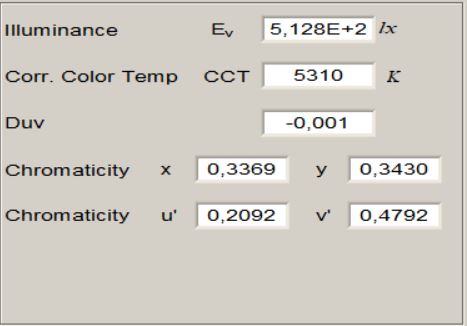 Illuminance Ev 5,128E+2 lx
Corr. Color Temp CCT 5310 K
Duv -0,001
Chromaticity x 0,3369 y 0,3430
Chromaticity u' 0,2092 v' 0,4792